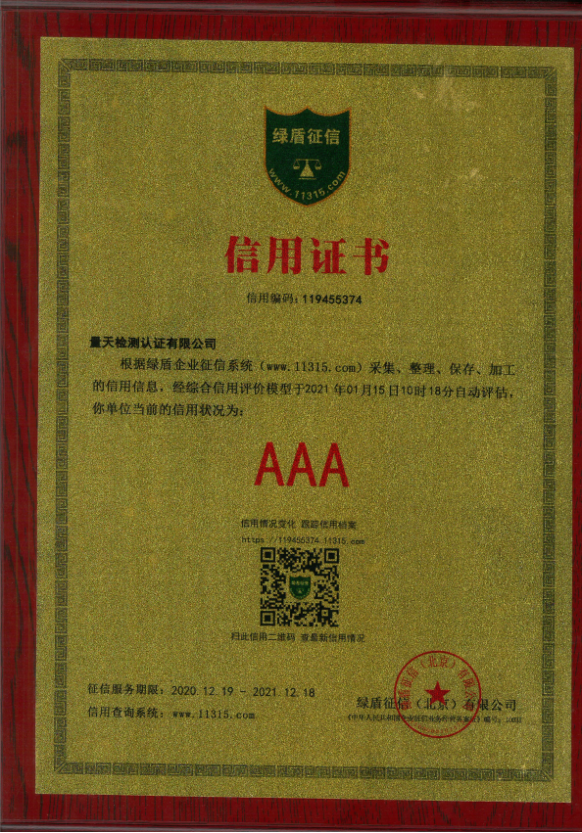 绿盾征信
www.11315.com
信用证书
信用编码：119455374
量天检测认证有限公司
根据绿盾企业征信系统（www.11315.com）采集、整理、保存、加工
的信用信息，经综合信用评价模型于2021年01月15日10时18分自动评估，
你单位当前的信用状况为：
AAA
信用情况变化 跟踪信用档案
https://119455374.11315.com
扫此信用二维码 查最新信用情况
征信服务期限：2020.12.19 - 2021.12.18
绿盾征信（北京）有限公司
信用查询系统：www.11315.com